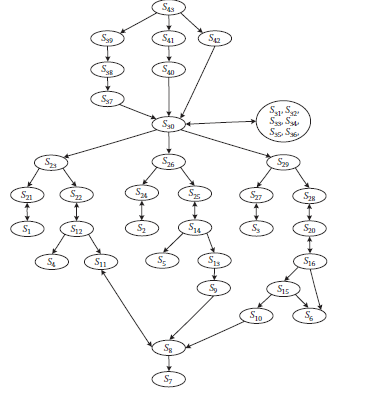 S43
S39 S41 S42
S38 S40
S37
S30
S31, S32,
S33, S34,
S35, S36,
S23 S26 S29
S21 S22 S24 S25 S27 S28
S1 S12 S2 S14 S3 S20
S4 S11 S5 S13 S16
S9 S15
S10 S6
S8
S7